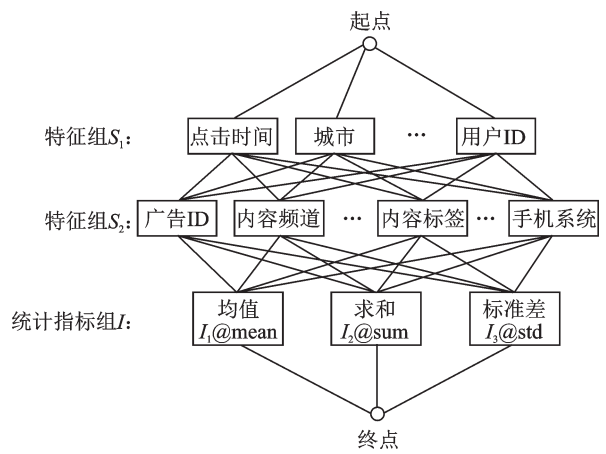 起点
特征组S₁: 点击时间 城市 … 用户ID
特征组S₂: 广告ID 内容频道 … 内容标签 … 手机系统
均值 求和 标准差
统计指标组I:
I₁@mean I₂@sum I₃@std
终点